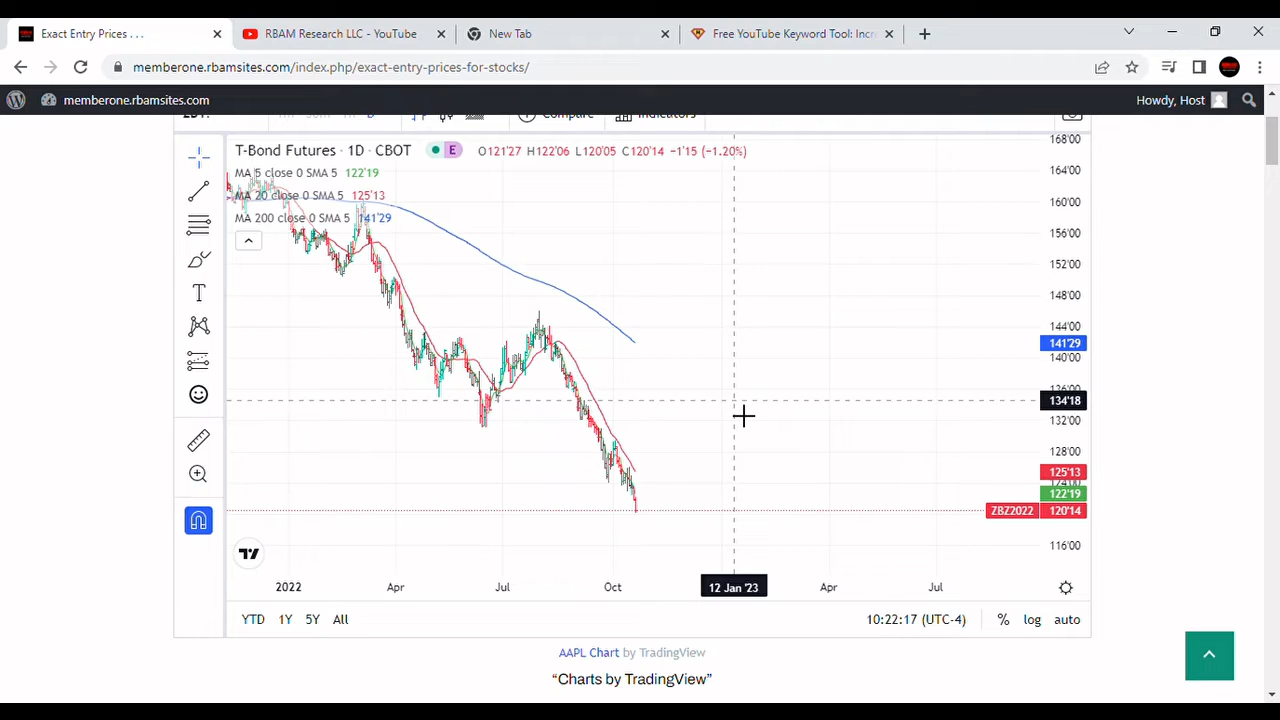 Exact Entry Prices . . .
RBAM Research LLC - YouTube
New Tab
Free YouTube Keyword Tool: Incr
memberone.rbamsites.com/index.php/exact-entry-prices-for-stocks/
memberone.rbamsites.com
Howdy, Host
Compare
Indicators
T-Bond Futures · 1D · CBOT E O121'27 H122'06 L120'05 C120'14 −1'15 (−1.20%)
MA 5 close 0 SMA 5 122'19
MA 20 close 0 SMA 5 125'13
MA 200 close 0 SMA 5 141'29
168'00
164'00
160'00
156'00
152'00
148'00
144'00
141'29
140'00
136'00
134'18
132'00
128'00
125'13
124'00
122'19
ZBZ2022 120'14
116'00
2022 Apr Jul Oct 12 Jan '23 Apr Jul
YTD 1Y 5Y All
10:22:17 (UTC-4) % log auto
AAPL Chart by TradingView
“Charts by TradingView”